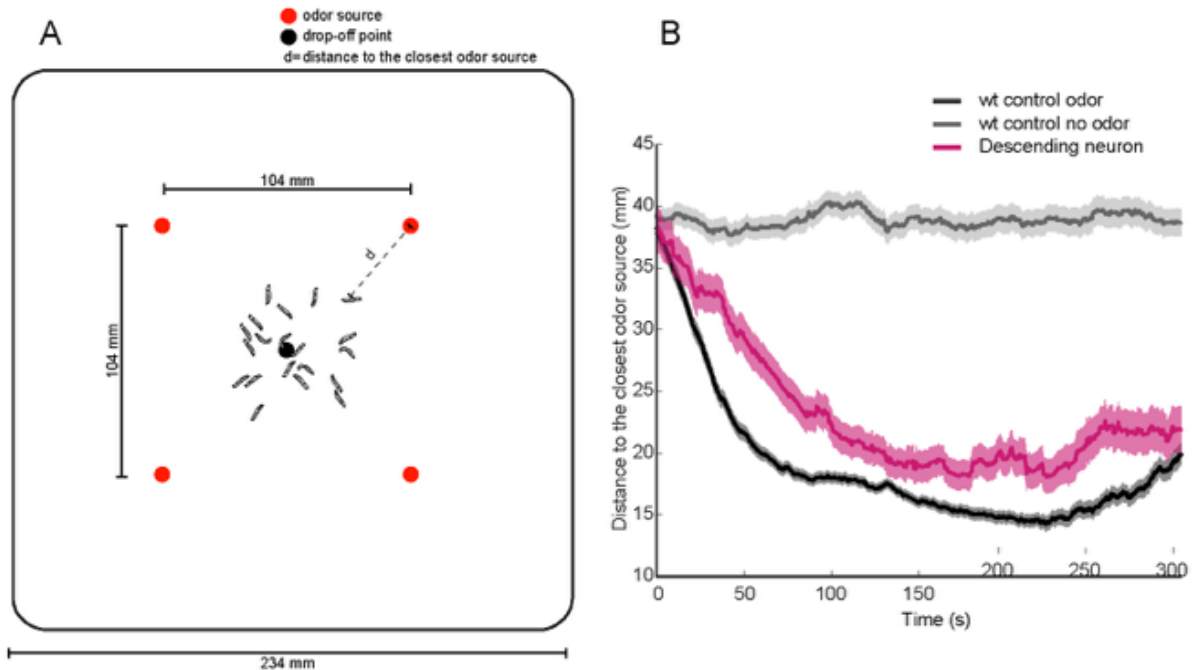 A
odor source
drop-off point
d=distance to the closest odor source
104 mm
104 mm
d
234 mm
B
wt control odor
wt control no odor
Descending neuron
Distance to the closest odor source (mm)
45
40
35
30
25
20
15
10
0
50
100
150
200
250
300
Time (s)